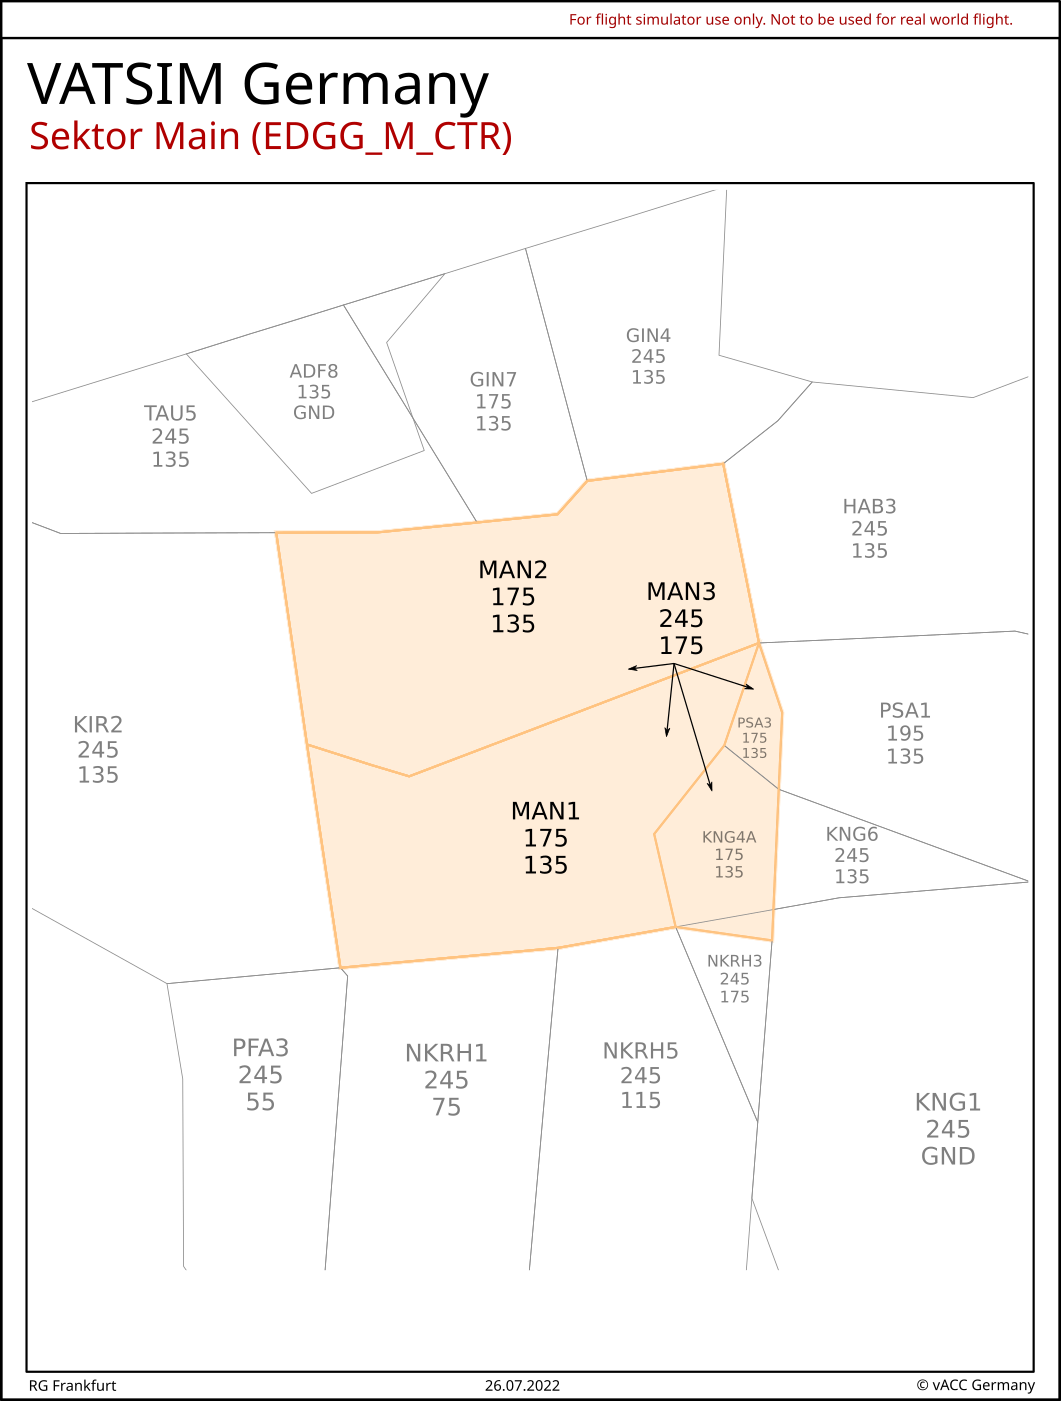 For flight simulator use only. Not to be used for real world flight.
VATSIM Germany
Sektor Main (EDGG_M_CTR)
GIN4
245
135
ADF8
135
GND
GIN7
175
135
TAU5
245
135
HAB3
245
135
MAN2
175
135
MAN3
245
175
KIR2
245
135
PSA3
175
135
PSA1
195
135
MAN1
175
135
KNG4A
175
135
KNG6
245
135
NKRH3
245
175
PFA3
245
55
NKRH1
245
75
NKRH5
245
115
KNG1
245
GND
RG Frankfurt
26.07.2022
© vACC Germany